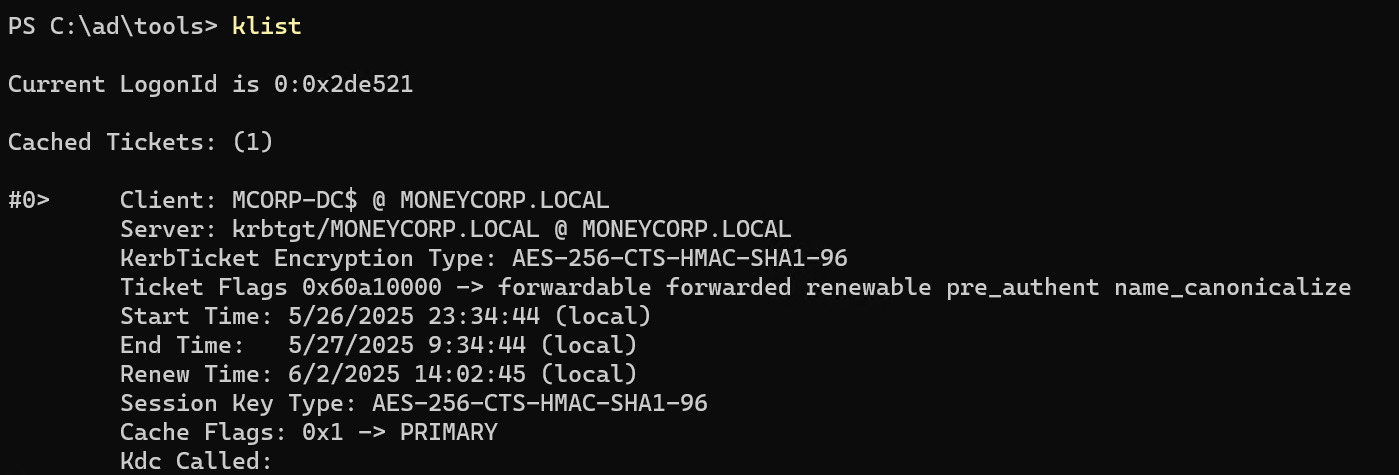 PS C:\ad\tools> klist
Current LogonId is 0:0x2de521
Cached Tickets: (1)
#0> Client: MCORP-DC$ @ MONEYCORP.LOCAL
Server: krbtgt/MONEYCORP.LOCAL @ MONEYCORP.LOCAL
KerbTicket Encryption Type: AES-256-CTS-HMAC-SHA1-96
Ticket Flags 0x60a10000 -> forwardable forwarded renewable pre_authent name_canonicalize
Start Time: 5/26/2025 23:34:44 (local)
End Time: 5/27/2025 9:34:44 (local)
Renew Time: 6/2/2025 14:02:45 (local)
Session Key Type: AES-256-CTS-HMAC-SHA1-96
Cache Flags: 0x1 -> PRIMARY
Kdc Called: